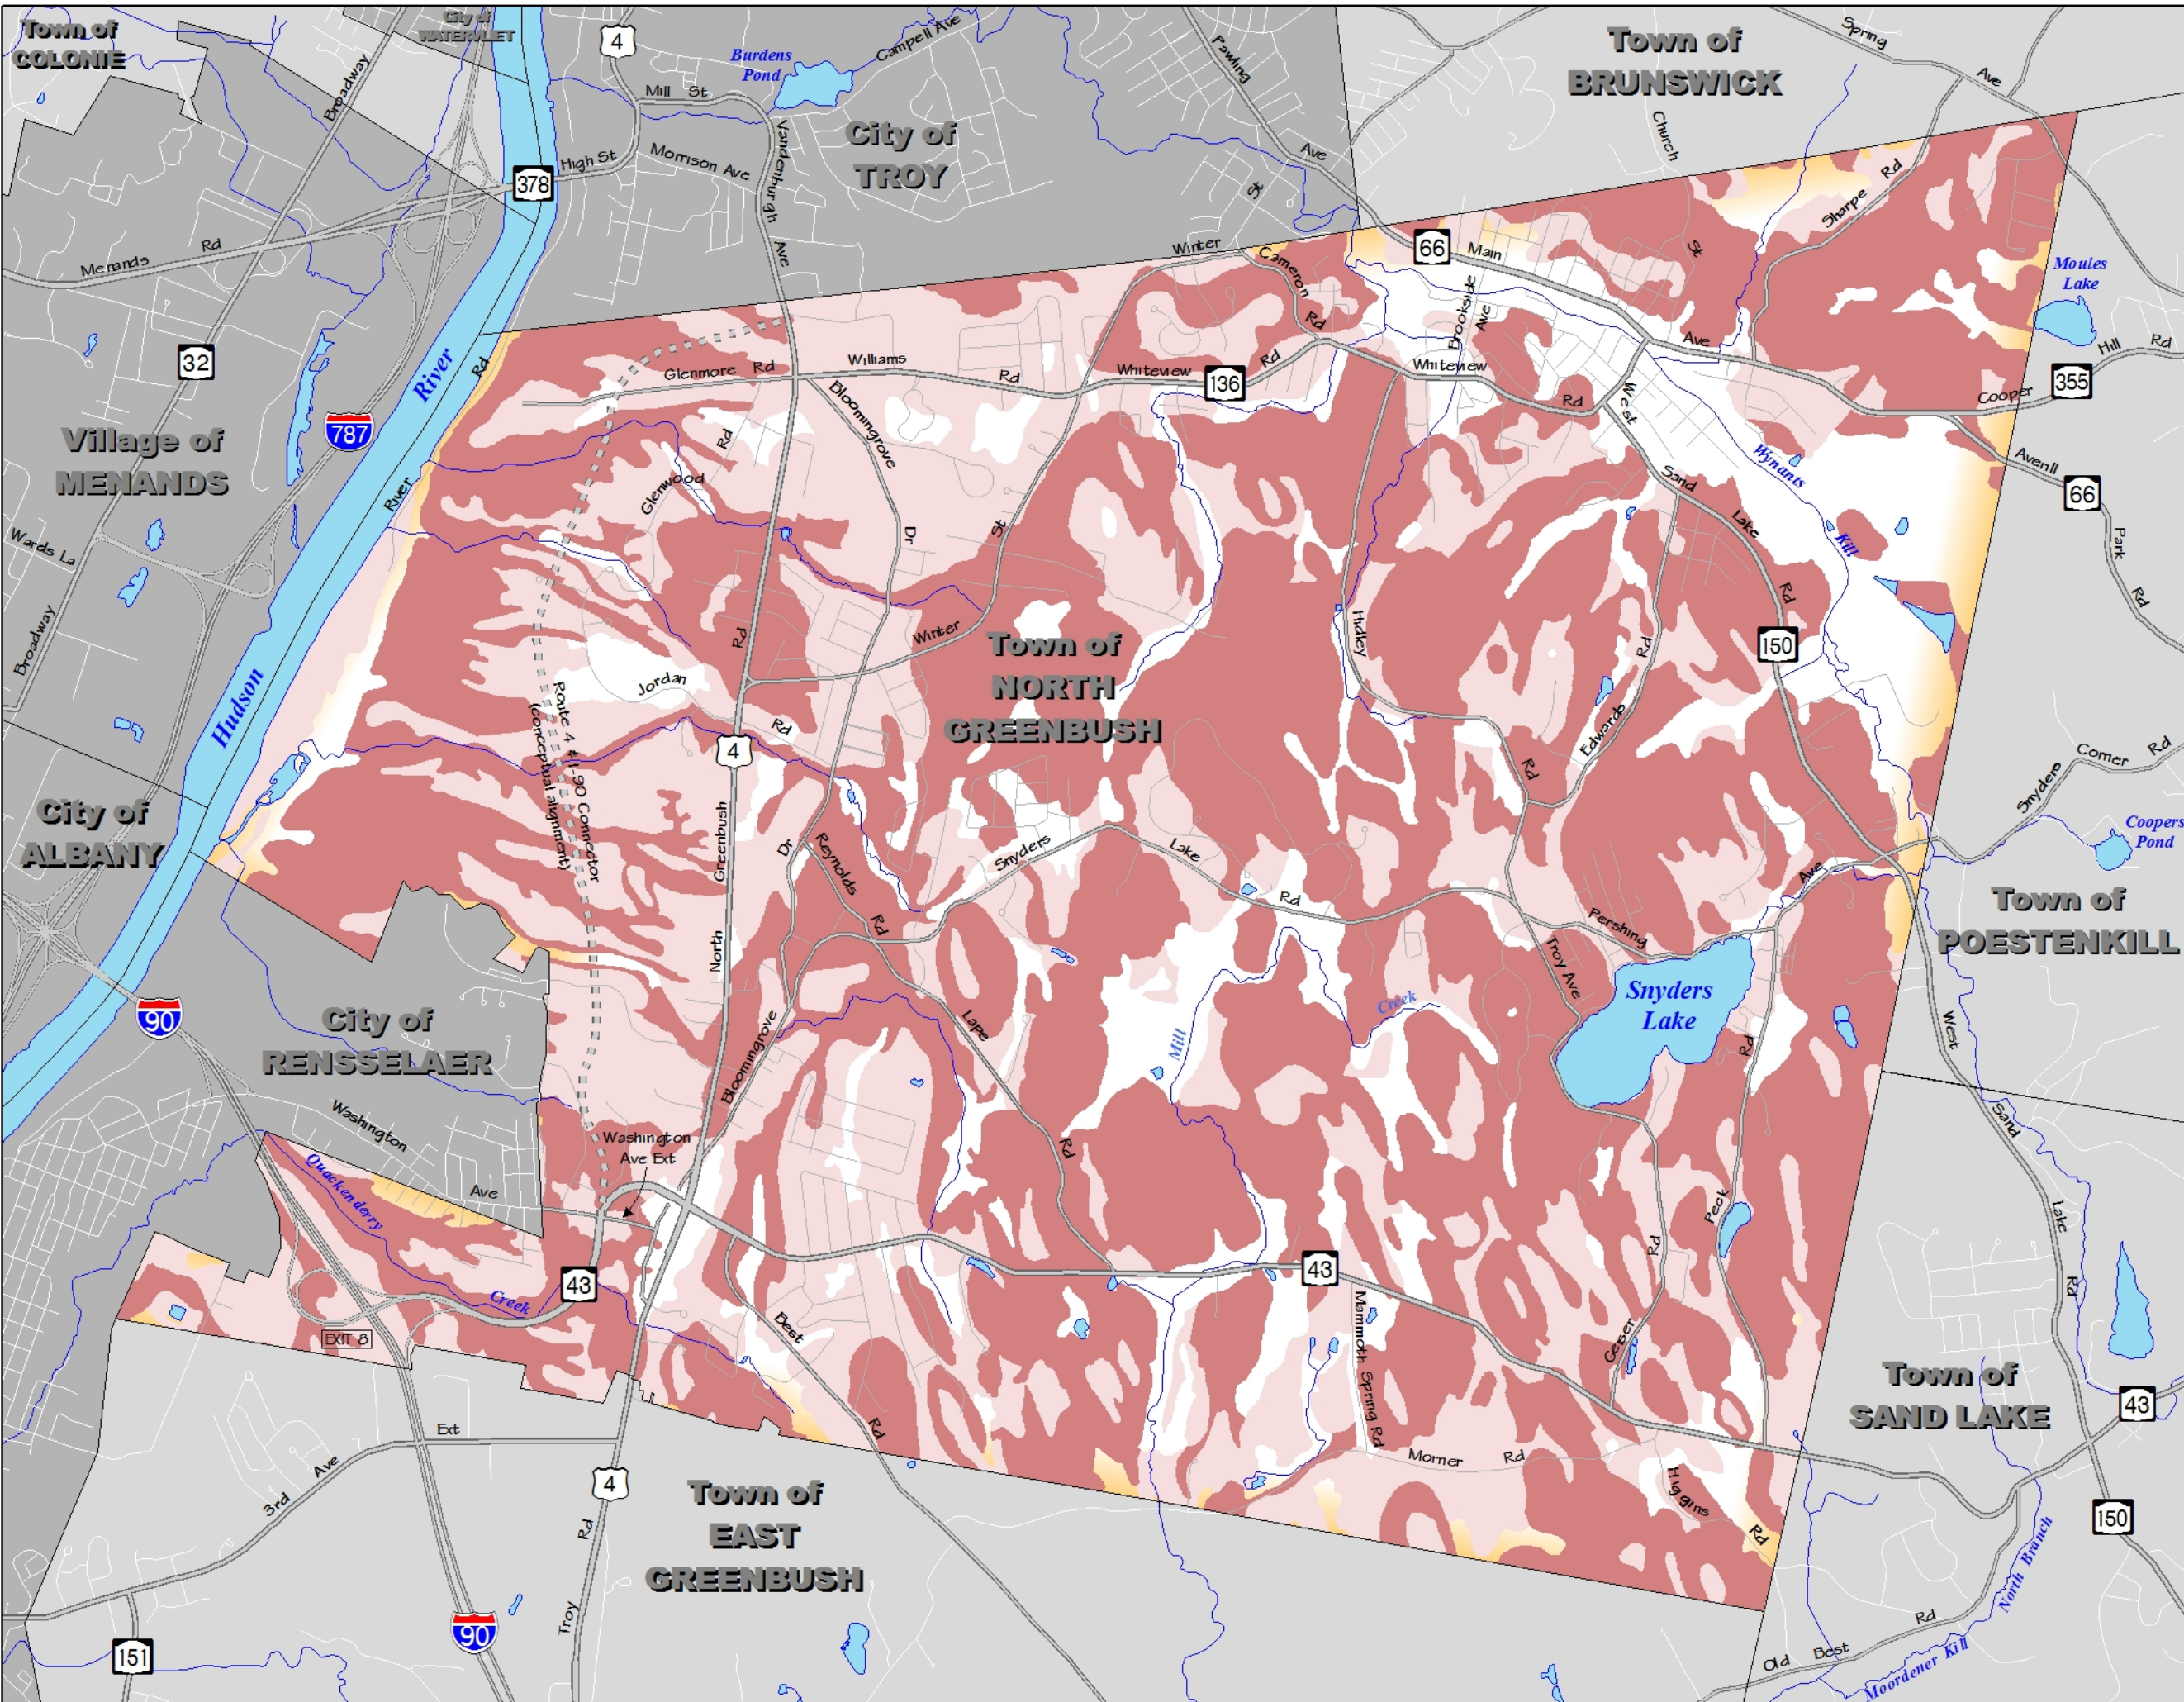 Town of
COLONIE
City of
WATERVLIET
4
Burdens
Pond
Campell Ave
Broadway
Mill St
Vandenburgh
Ave
City of
TROY
Pawling
Ave
St
Town of
BRUNSWICK
Spring
Ave
Church
St
378
High St
Morrison Ave
Menands Rd
32
787
Village of
MENANDS
Wards La
Broadway
Hudson
River
River
Rd
Winter
Cameron
Rd
66
Main
Ave
Brookside
Ave
Sharpe Rd
Moules
Lake
355
Hill Rd
Cooper
Glenmore Rd
Williams
Rd
Whiteview
136
Rd
Whiteview
Rd
West
Bloomingrove
Dr
Glenwood
Rd
St
Winter
Sand
Lake
Rd
Wynants
Kill
Averill
66
Park
Rd
Town of
NORTH
GREENBUSH
Hidley
Rd
Edwards
Rd
150
Jordan
Rd
Rd
4
Route 4 & I-90 Connector
(conceptual alignment)
North
Greenbush
City of
ALBANY
Dr
Reynolds
Rd
Snyders
Lake
Rd
Pershing
Ave
Troy Ave
Snyders
Corner Rd
Coopers
Pond
Town of
POESTENKILL
90
City of
RENSSELAER
Bloomingrove
Lape
Rd
Mill
Creek
Snyders
Lake
Rd
Peck
West
Sand
Lake
Rd
Washington
Ave
Washington
Ave Ext
Quackenderry
Creek
43
EXIT 8
43
Best
Rd
Mammoth Spring Rd
Geiser
Rd
Morner Rd
Higgins
Rd
Town of
SAND LAKE
43
150
3rd Ave
Ext
4
Rd
Troy
Town of
EAST
GREENBUSH
90
151
Old Best Rd
Moordener Kill
North Branch